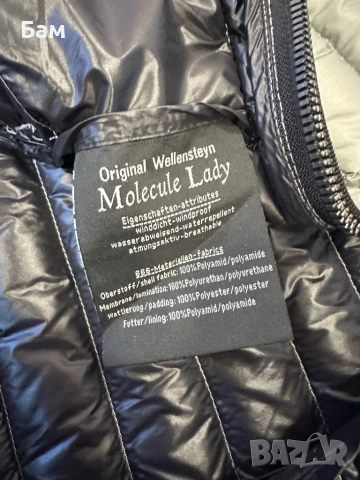 Бам
Original Wellensteyn
Molecule Lady
Eigenschaften-attributes
winddicht-windproof
wasserabweisend-waterrepellent
atmungsaktiv-breathable
Materialien-fabrics
Oberstoff/shell fabric: 100%Polyamid/polyamide
Membrane/lamination:100%Polyurethan/polyurethane
Wattierung/padding: 100%Polyester/polyester
Futter/lining: 100%Polyamid/polyamide
BAZAR